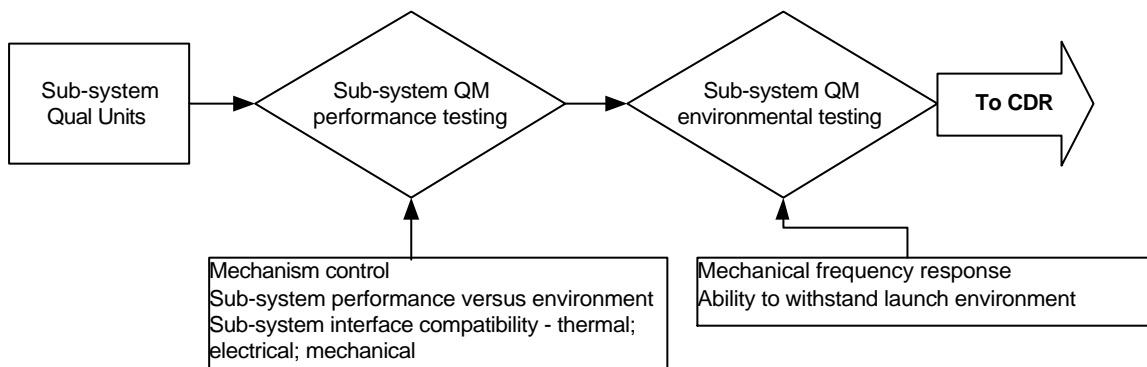 Sub-system
Qual Units
Sub-system QM
performance testing
Sub-system QM
environmental testing
To CDR
Mechanism control
Sub-system performance versus environment
Sub-system interface compatibility - thermal;
electrical; mechanical
Mechanical frequency response
Ability to withstand launch environment